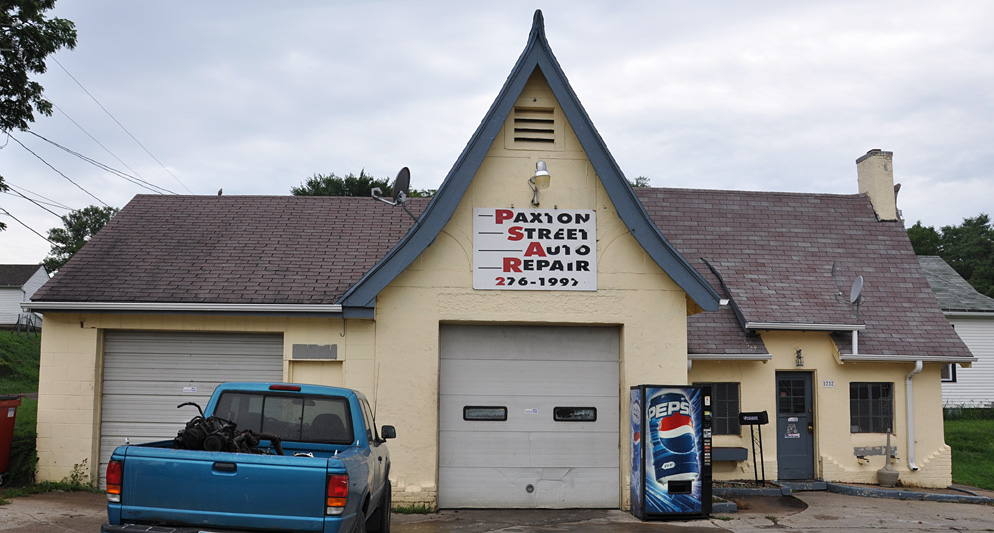 PAXTON
STREET
AUTO
REPAIR
276-1997
PEPSI